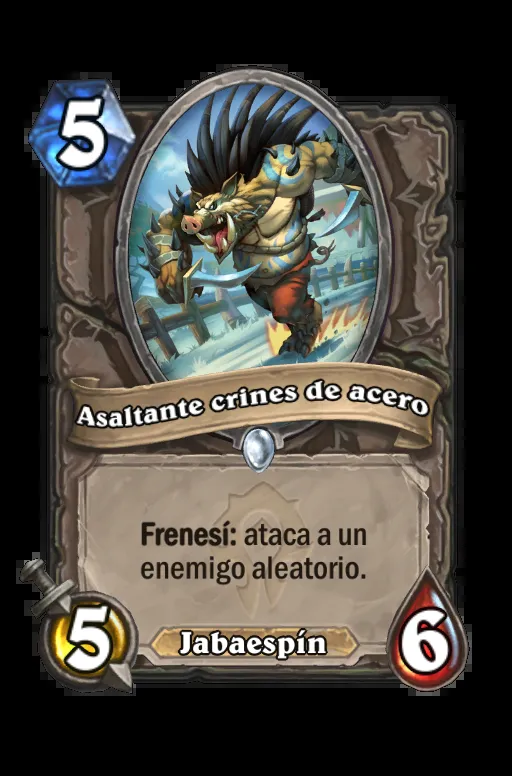 5
Asaltante crines de acero
Frenesí: ataca a un
enemigo aleatorio.
5
Jabaespín
6